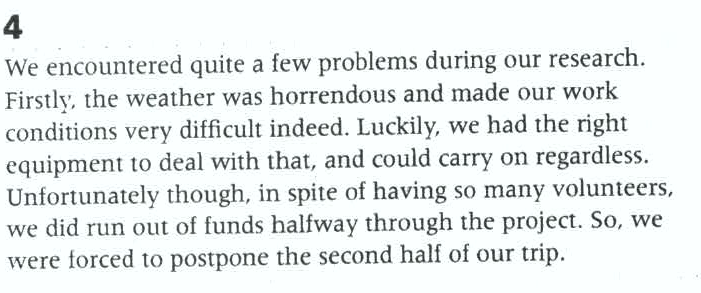 4
We encountered quite a few problems during our research.
Firstly, the weather was horrendous and made our work
conditions very difficult indeed. Luckily, we had the right
equipment to deal with that, and could carry on regardless.
Unfortunately though, in spite of having so many volunteers,
we did run out of funds halfway through the project. So, we
were forced to postpone the second half of our trip.